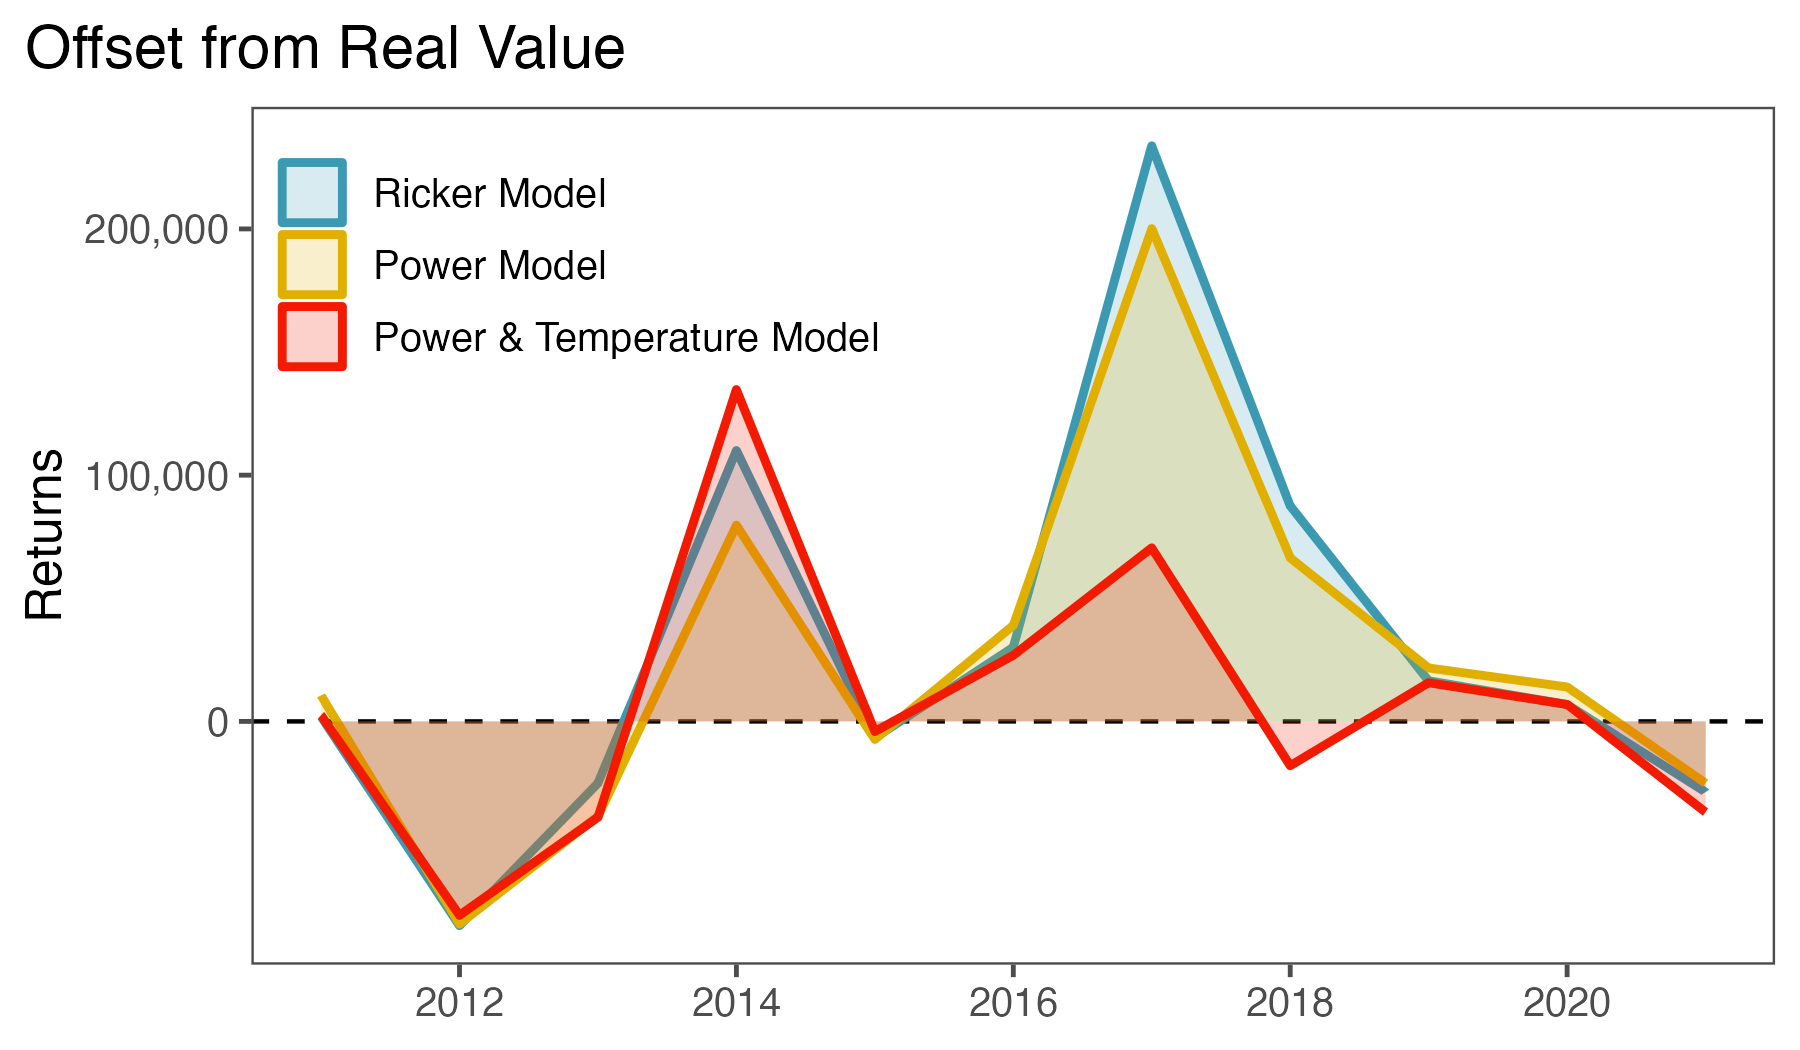 Offset from Real Value
Ricker Model
Power Model
Power & Temperature Model
Returns
200,000
100,000
0
2012
2014
2016
2018
2020